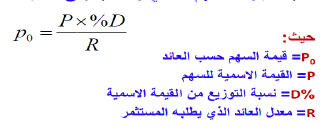 p₀ = P×%D / R
حيث:
P₀= قيمة السهم حسب العائد
P= القيمة الاسمية للسهم
D%= نسبة التوزيع من القيمة الاسمية
R= معدل العائد الذي يطلبه المستثمر